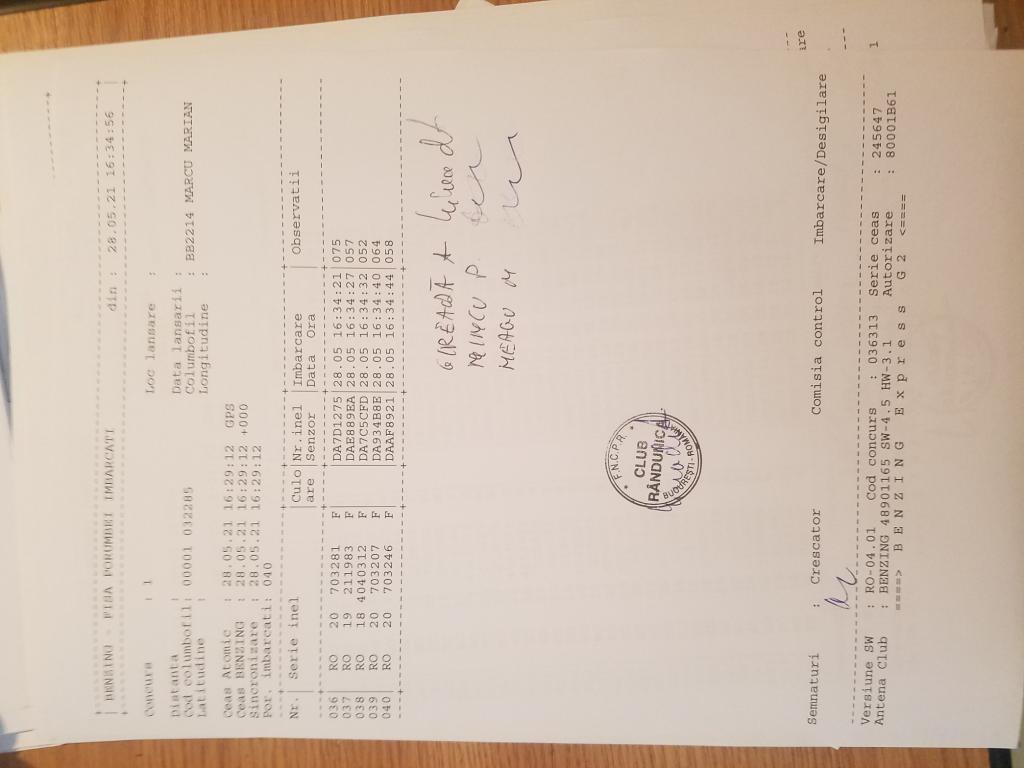 | BENZING - FISA PORUMBEI IMBARCATI din : 28.05.21 16:34:56 |
Concurs : 1 Loc lansare :
Distanta : Data lansarii :
Cod columbofil: 00001 032285 Columbofil : BB2214 MARCU MARIAN
Latitudine : Longitudine :
Ceas Atomic : 28.05.21 16:29:12 GPS
Ceas BENZING : 28.05.21 16:29:12 +000
Sincronizare : 28.05.21 16:29:12
Por. imbarcati: 040
Nr.| Serie inel |Culo|Nr.inel |Imbarcare | Observatii
|are |Senzor |Data Ora |
036 | RO 20 703281 F | |DA7D1275|28.05 16:34:21|075
037 | RO 19 211983 F | |DAE889EA|28.05 16:34:27|057
038 | RO 18 4040312 F | |DA7C5CFD|28.05 16:34:32|052
039 | RO 20 703207 F | |DA934B8E|28.05 16:34:40|064
040 | RO 20 703246 F | |DAAF8921|28.05 16:34:44|058
MINCU P.
NEAGU M
* F.N.C.P.R. *
CLUB
RÂNDUNICA
BUCUREȘTI-ROMÂNIA
Semnaturi : Crescator Comisia control Imbarcare/Desigilare
Versiune SW : RO-04.01 Cod concurs : 036313 Serie ceas : 245647
Antena Club : BENZING 48901165 SW-4.5 HW-3.1 Autorizare : 80001B61
====> B E N Z I N G E x p r e s s G 2 <====
are
1